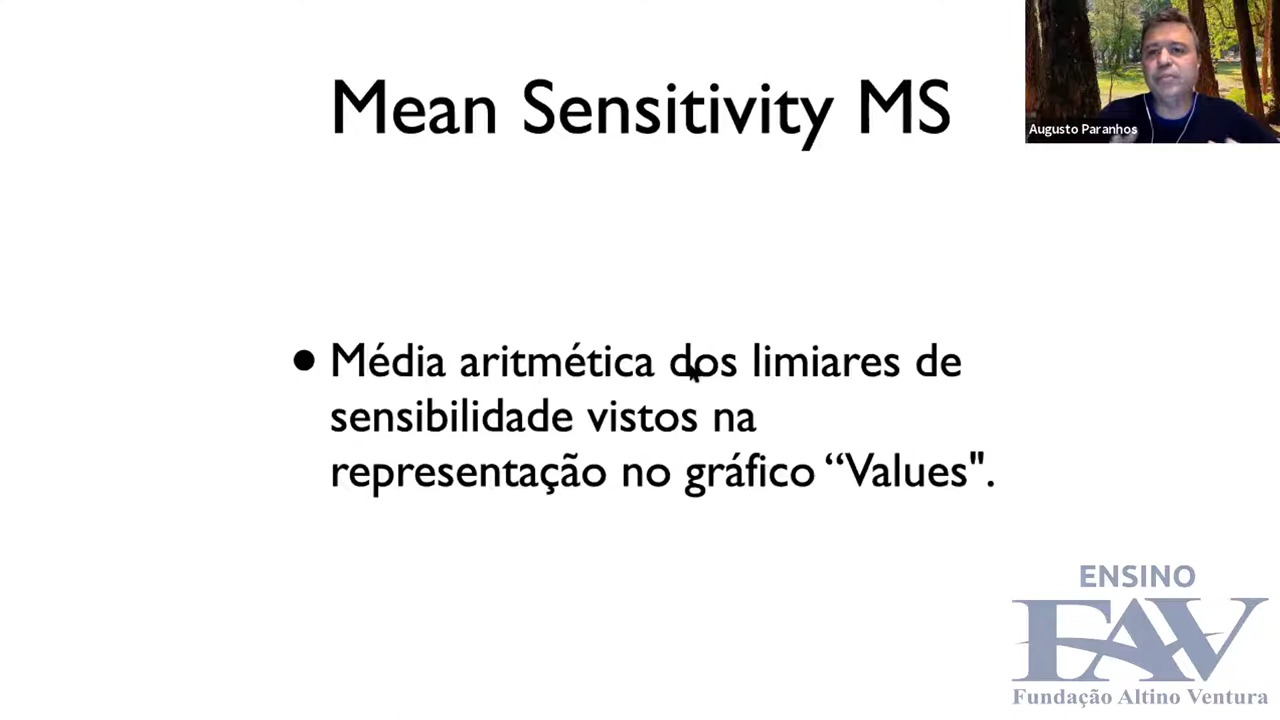 Mean Sensitivity MS
Augusto Paranhos
• Média aritmética dos limiares de
sensibilidade vistos na
representação no gráfico “Values".
ENSINO
FAV
Fundação Altino Ventura